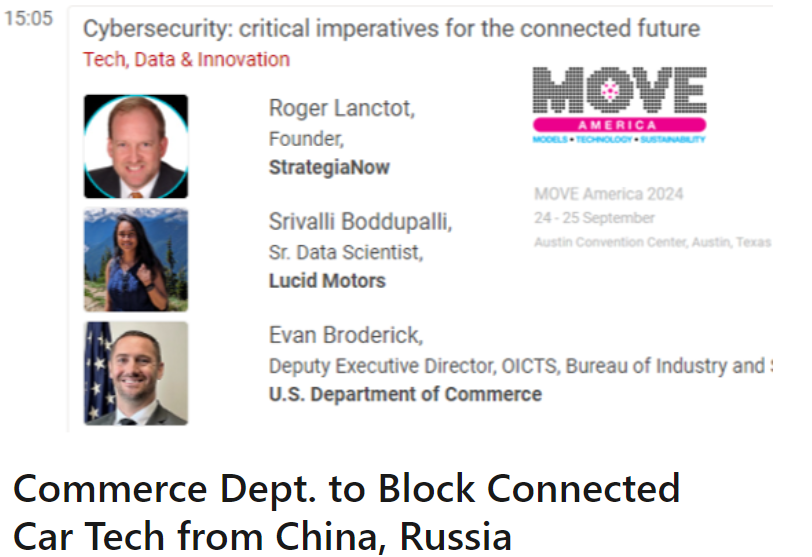 15:05
Cybersecurity: critical imperatives for the connected future
Tech, Data & Innovation
MOVE
AMERICA
MODELS • TECHNOLOGY • SUSTAINABILITY
Roger Lanctot,
Founder,
StrategiaNow
MOVE America 2024
24 - 25 September
Austin Convention Center, Austin, Texas
Srivalli Boddupalli,
Sr. Data Scientist,
Lucid Motors
Evan Broderick,
Deputy Executive Director, OICTS, Bureau of Industry and
U.S. Department of Commerce
Commerce Dept. to Block Connected
Car Tech from China, Russia